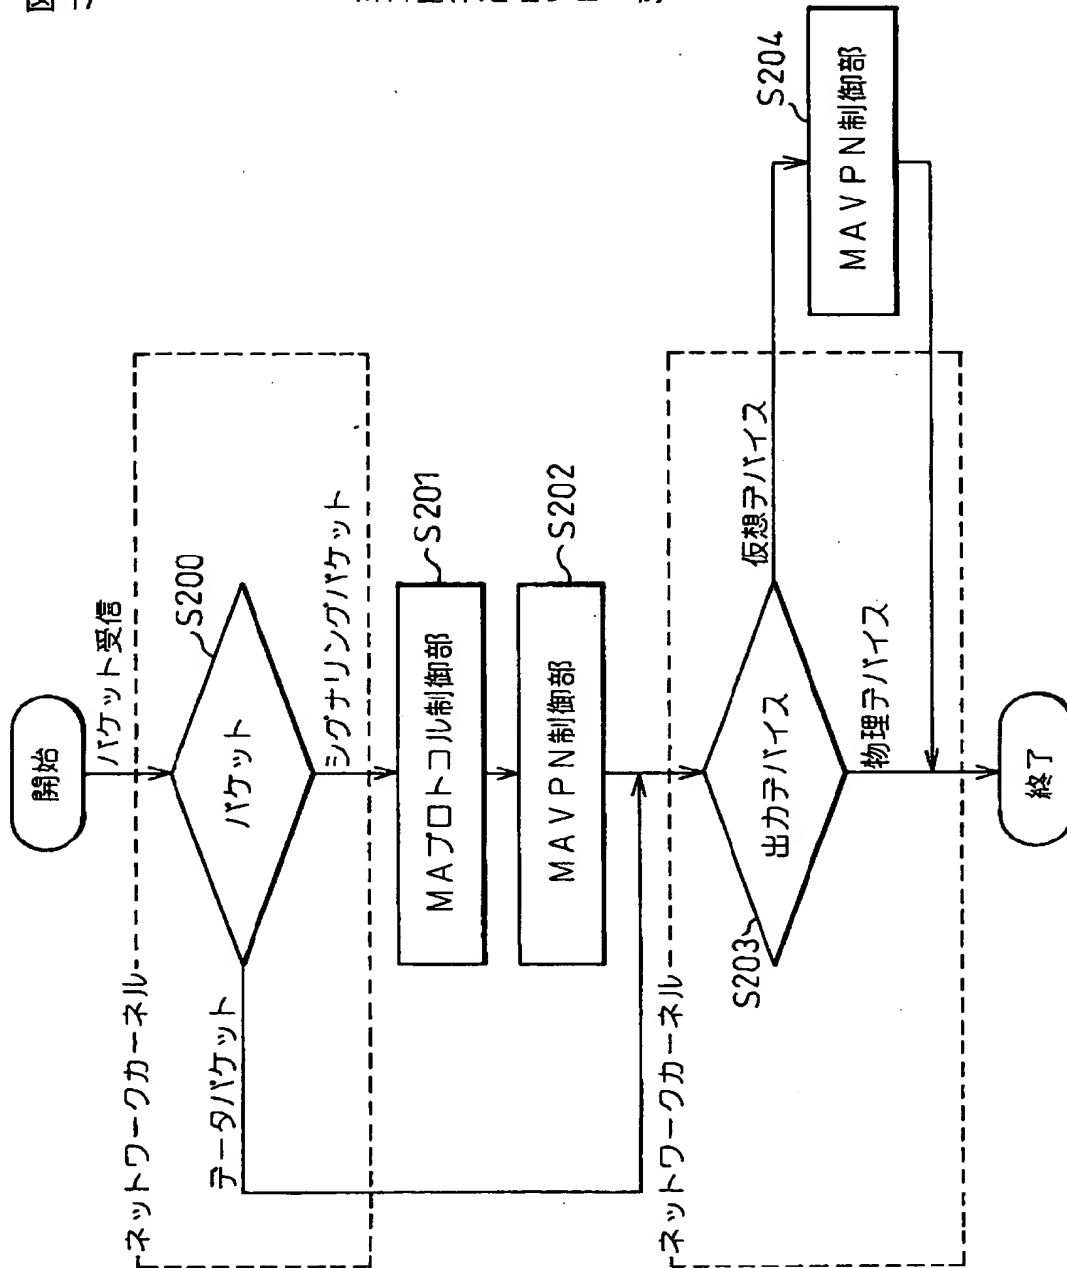 開始
パケット受信
ネットワークカーネル
S200
パケット
データパケット
シグナリングパケット
S201
MAプロトコル制御部
S202
MAVPN制御部
ネットワークカーネル
S203
出力デバイス
仮想デバイス
S204
MAVPN制御部
物理デバイス
終了